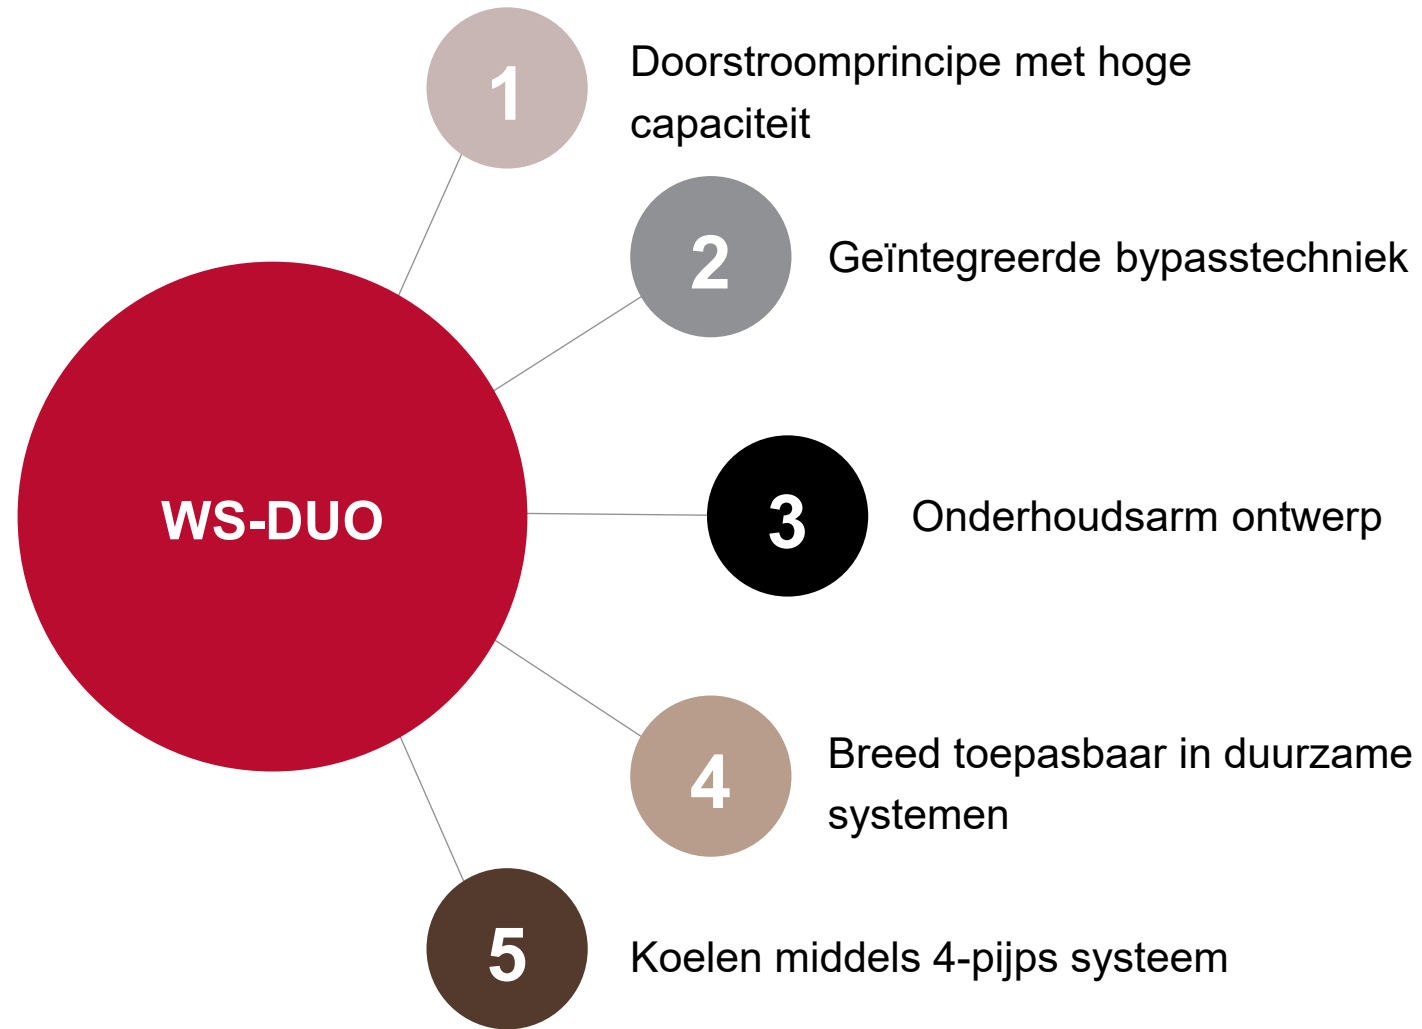 1
Doorstroomprincipe met hoge
capaciteit
2
Geïntegreerde bypasstechniek
WS-DUO
3
Onderhoudsarm ontwerp
4
Breed toepasbaar in duurzame
systemen
5
Koelen middels 4-pijps systeem